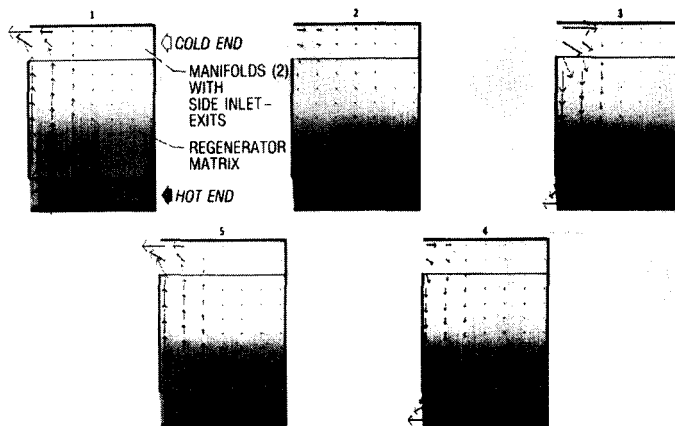 1
COLD END
MANIFOLDS (2)
WITH
SIDE INLET-
EXITS
REGENERATOR
MATRIX
HOT END
2
3
5
4